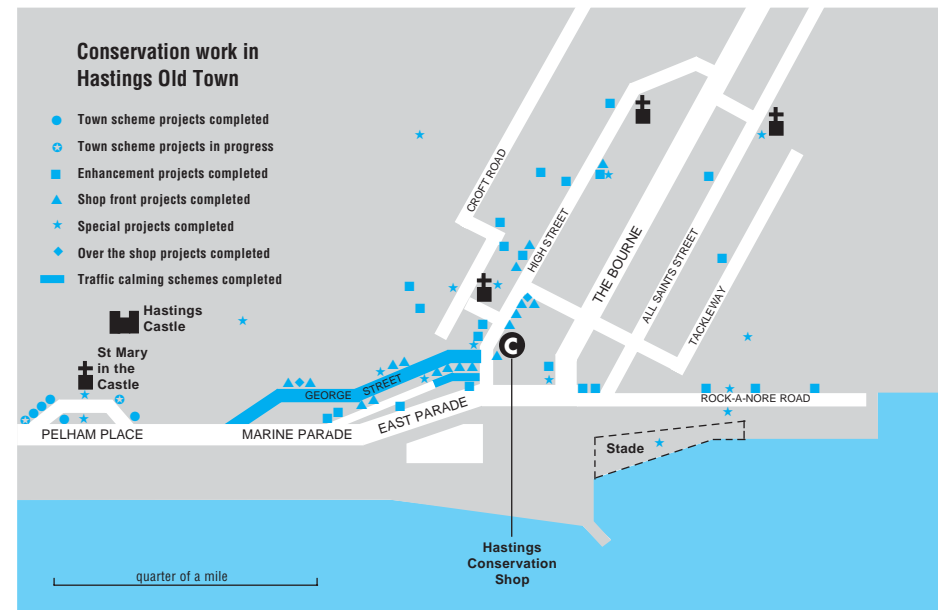 Conservation work in
Hastings Old Town
Town scheme projects completed
Town scheme projects in progress
Enhancement projects completed
Shop front projects completed
Special projects completed
Over the shop projects completed
Traffic calming schemes completed
Hastings
Castle
St Mary
in the
Castle
CROFT ROAD
HIGH STREET
THE BOURNE
ALL SAINTS STREET
TACKLEWAY
GEORGE STREET
C
PELHAM PLACE
MARINE PARADE
EAST PARADE
ROCK-A-NORE ROAD
Stade
Hastings
Conservation
Shop
quarter of a mile